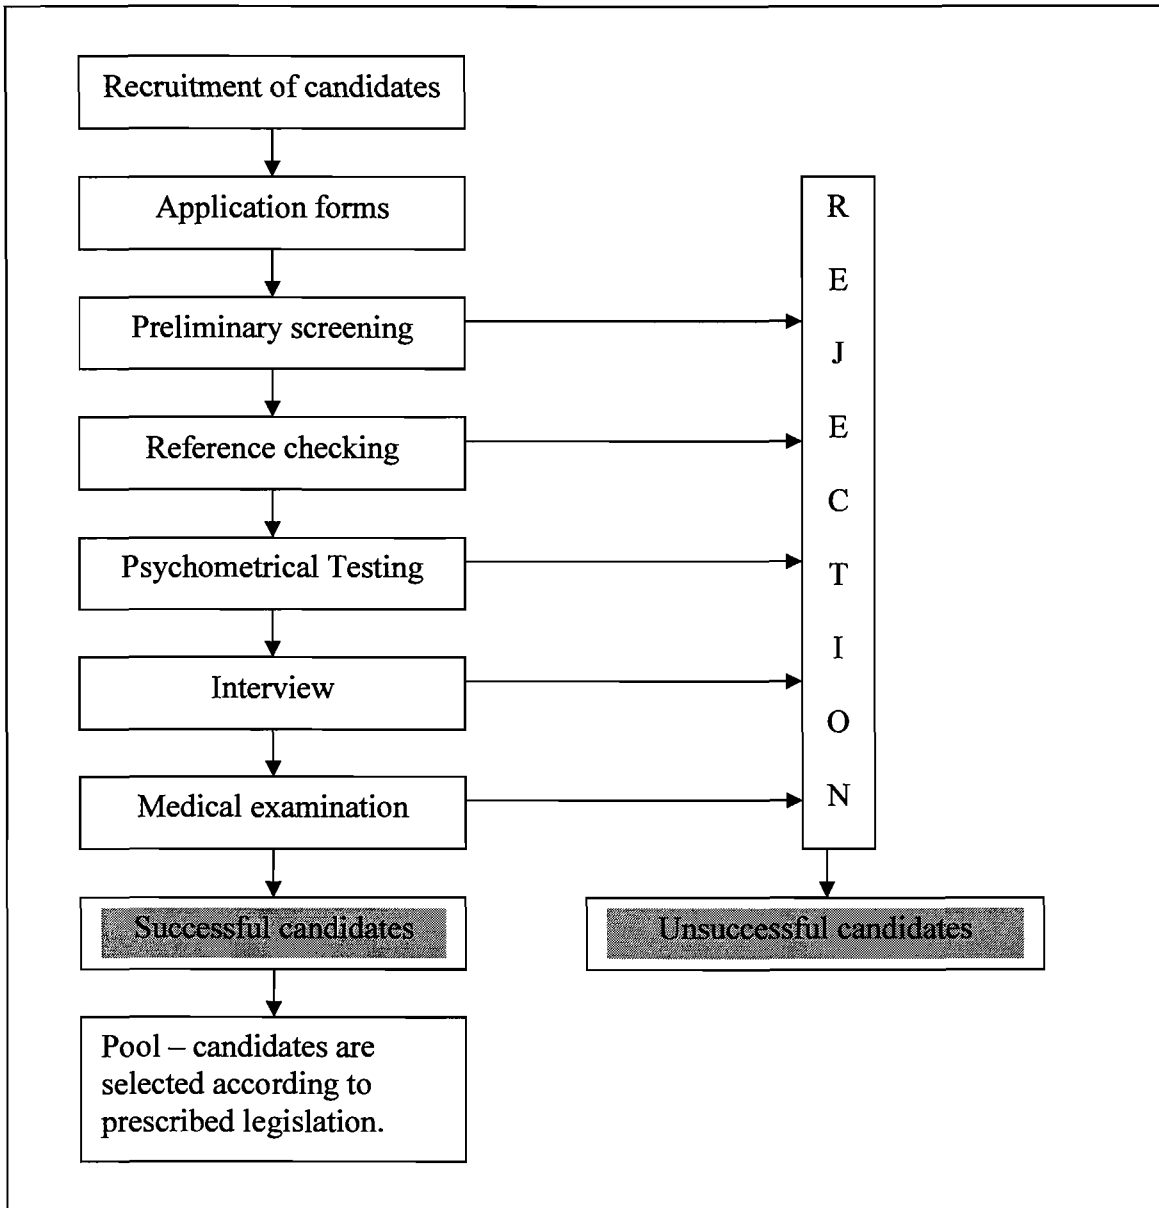 Recruitment of candidates
Application forms
Preliminary screening
Reference checking
Psychometrical Testing
Interview
Medical examination
Successful candidates
Pool – candidates are
selected according to
prescribed legislation.
R
E
J
E
C
T
I
O
N
Unsuccessful candidates